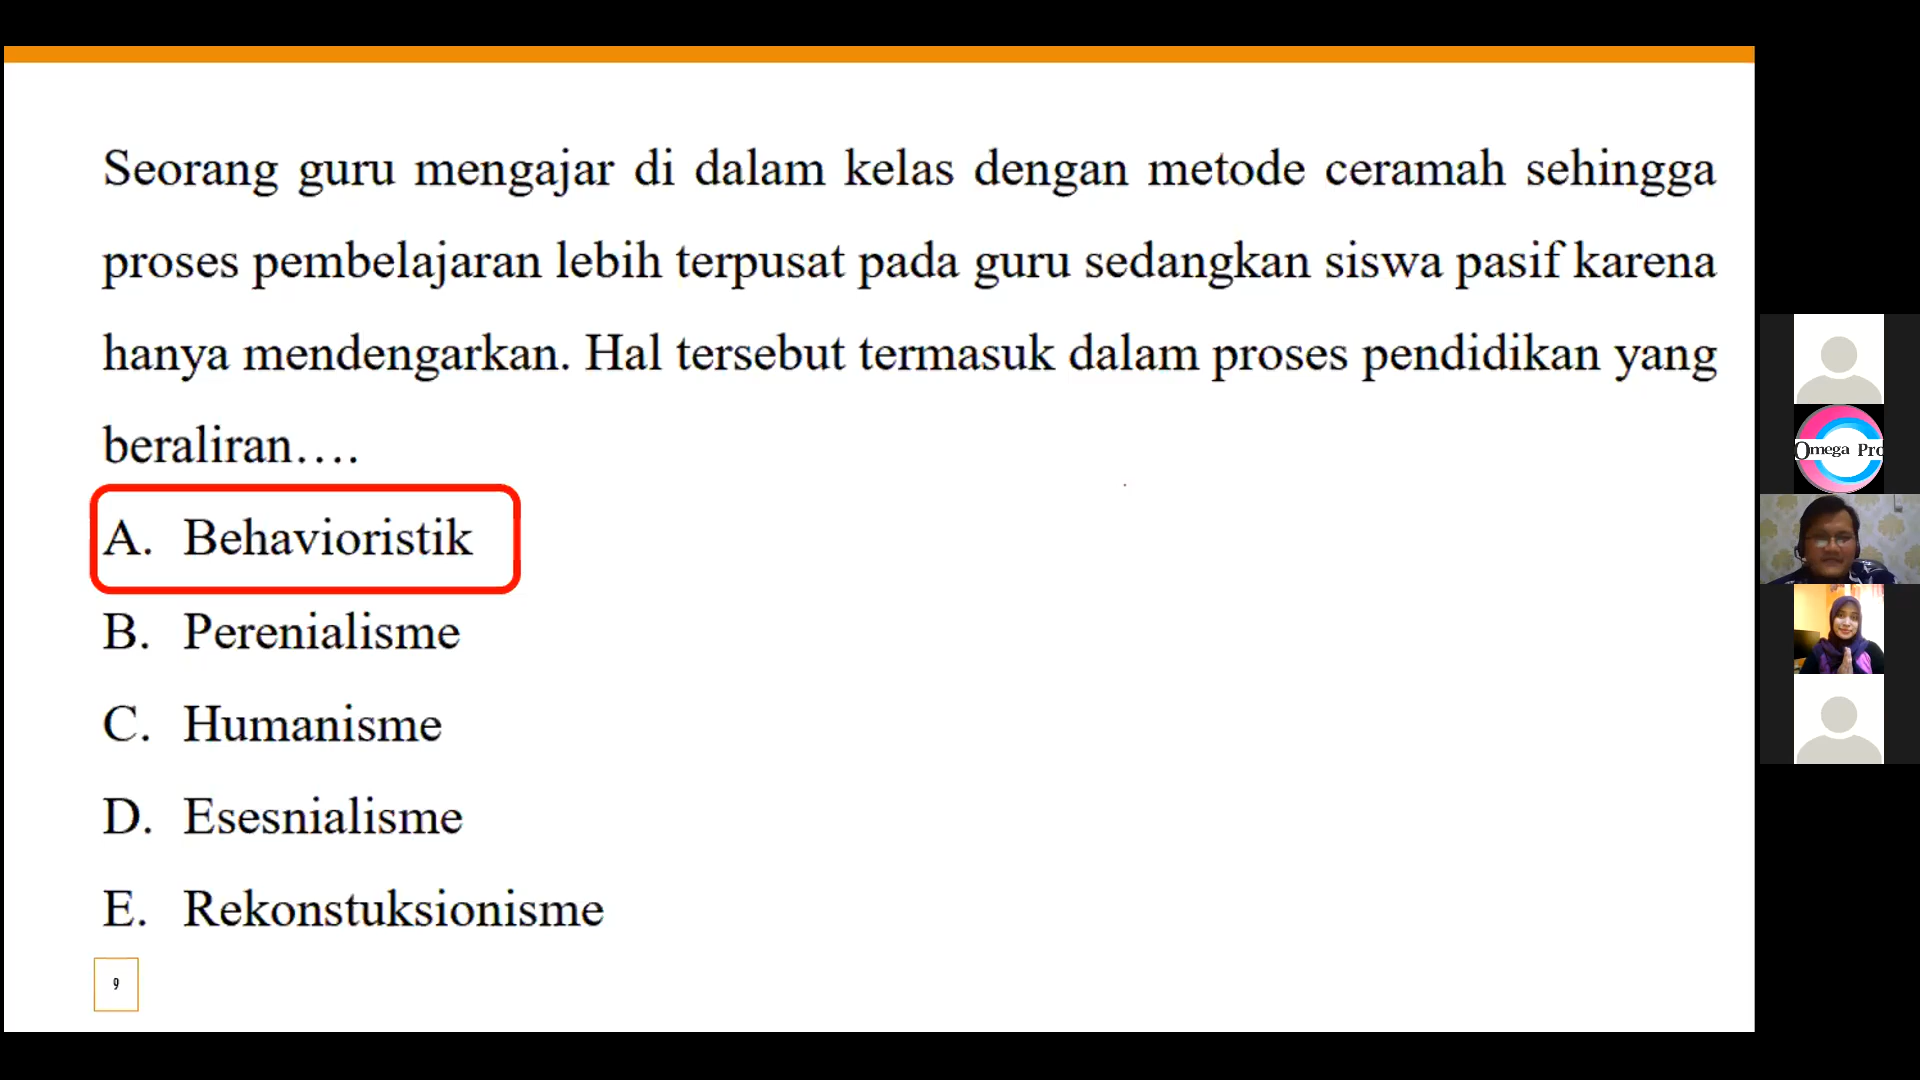 Seorang guru mengajar di dalam kelas dengan metode ceramah sehingga
proses pembelajaran lebih terpusat pada guru sedangkan siswa pasif karena
hanya mendengarkan. Hal tersebut termasuk dalam proses pendidikan yang
beraliran....
A. Behavioristik
B. Perenialisme
C. Humanisme
D. Esesnialisme
E. Rekonstuksionisme
9
Omega Pro